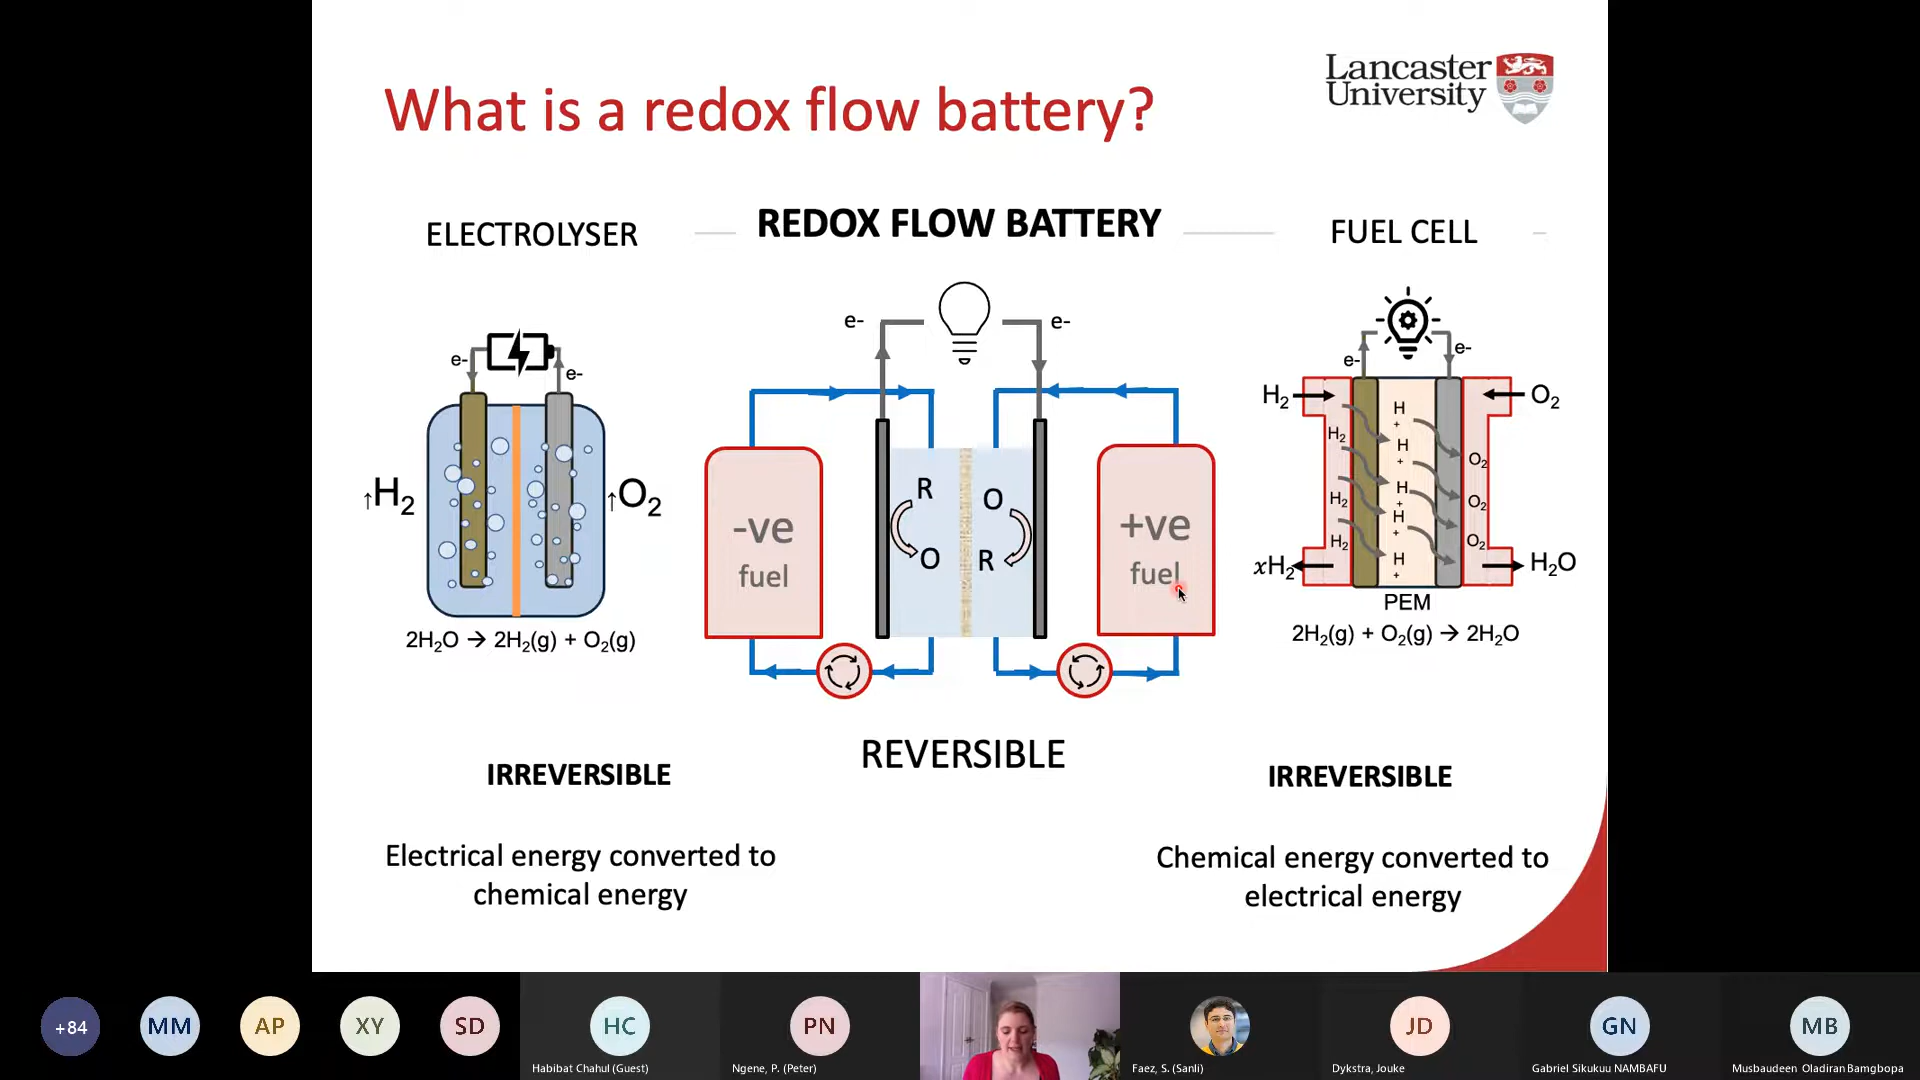 Lancaster
University
What is a redox flow battery?
ELECTROLYSER
REDOX FLOW BATTERY
FUEL CELL
e-
e-
↑H₂
↑O₂
2H₂O → 2H₂(g) + O₂(g)
e-
e-
-ve
fuel
R
O
O
R
+ve
fuel
e-
e-
H₂
O₂
H₂
H₂
H₂
H
+
H
+
H
+
H
+
H
+
O₂
O₂
O₂
xH₂
H₂O
PEM
2H₂(g) + O₂(g) → 2H₂O
IRREVERSIBLE
REVERSIBLE
IRREVERSIBLE
Electrical energy converted to
chemical energy
Chemical energy converted to
electrical energy
+84
MM
AP
XY
SD
HC
Habibat Chahul (Guest)
PN
Ngene, P. (Peter)
Faez, S. (Sanli)
JD
Dykstra, Jouke
GN
Gabriel Sikukuu NAMBAFU
MB
Musbaudeen Oladiran Bamgbopa